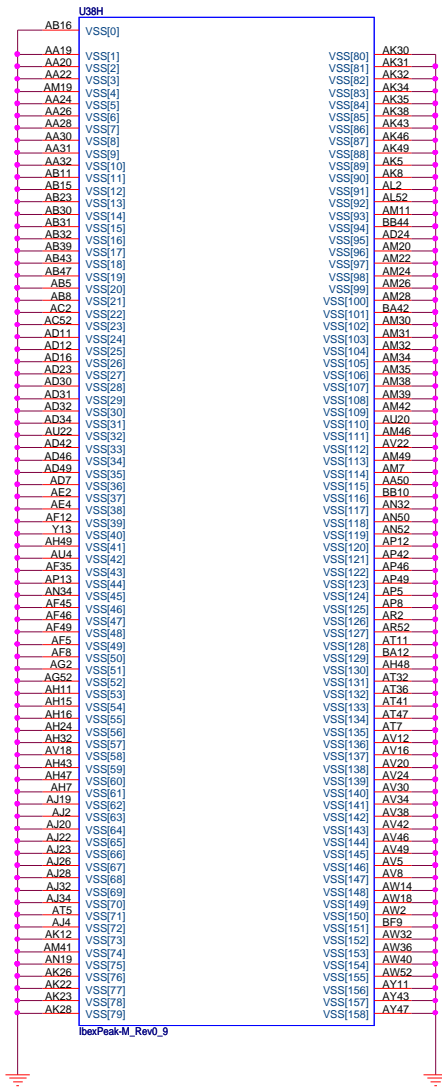 U38H
AB16 VSS[0]
AA19 VSS[1]
AA20 VSS[2]
AA22 VSS[3]
AM19 VSS[4]
AA24 VSS[5]
AA26 VSS[6]
AA28 VSS[7]
AA30 VSS[8]
AA31 VSS[9]
AA32 VSS[10]
AB11 VSS[11]
AB15 VSS[12]
AB23 VSS[13]
AB30 VSS[14]
AB31 VSS[15]
AB32 VSS[16]
AB39 VSS[17]
AB43 VSS[18]
AB47 VSS[19]
AB5 VSS[20]
AB8 VSS[21]
AC2 VSS[22]
AC52 VSS[23]
AD11 VSS[24]
AD12 VSS[25]
AD16 VSS[26]
AD23 VSS[27]
AD30 VSS[28]
AD31 VSS[29]
AD32 VSS[30]
AD34 VSS[31]
AU22 VSS[32]
AD42 VSS[33]
AD46 VSS[34]
AD49 VSS[35]
AD7 VSS[36]
AE2 VSS[37]
AE4 VSS[38]
AF12 VSS[39]
Y13 VSS[40]
AH49 VSS[41]
AU4 VSS[42]
AF35 VSS[43]
AP13 VSS[44]
AN34 VSS[45]
AF45 VSS[46]
AF46 VSS[47]
AF49 VSS[48]
AF5 VSS[49]
AF8 VSS[50]
AG2 VSS[51]
AG52 VSS[52]
AH11 VSS[53]
AH15 VSS[54]
AH16 VSS[55]
AH24 VSS[56]
AH32 VSS[57]
AV18 VSS[58]
AH43 VSS[59]
AH47 VSS[60]
AH7 VSS[61]
AJ19 VSS[62]
AJ2 VSS[63]
AJ20 VSS[64]
AJ22 VSS[65]
AJ23 VSS[66]
AJ26 VSS[67]
AJ28 VSS[68]
AJ32 VSS[69]
AJ34 VSS[70]
AT5 VSS[71]
AJ4 VSS[72]
AK12 VSS[73]
AM41 VSS[74]
AN19 VSS[75]
AK26 VSS[76]
AK22 VSS[77]
AK23 VSS[78]
AK28 VSS[79]
VSS[80] AK30
VSS[81] AK31
VSS[82] AK32
VSS[83] AK34
VSS[84] AK35
VSS[85] AK38
VSS[86] AK43
VSS[87] AK46
VSS[88] AK49
VSS[89] AK5
VSS[90] AK8
VSS[91] AL2
VSS[92] AL52
VSS[93] AM11
VSS[94] BB44
VSS[95] AD24
VSS[96] AM20
VSS[97] AM22
VSS[98] AM24
VSS[99] AM26
VSS[100] AM28
VSS[101] BA42
VSS[102] AM30
VSS[103] AM31
VSS[104] AM32
VSS[105] AM34
VSS[106] AM35
VSS[107] AM38
VSS[108] AM39
VSS[109] AM42
VSS[110] AU20
VSS[111] AM46
VSS[112] AV22
VSS[113] AM49
VSS[114] AM7
VSS[115] AA50
VSS[116] BB10
VSS[117] AN32
VSS[118] AN50
VSS[119] AN52
VSS[120] AP12
VSS[121] AP42
VSS[122] AP46
VSS[123] AP49
VSS[124] AP5
VSS[125] AP8
VSS[126] AR2
VSS[127] AR52
VSS[128] AT11
VSS[129] BA12
VSS[130] AH48
VSS[131] AT32
VSS[132] AT36
VSS[133] AT41
VSS[134] AT47
VSS[135] AT7
VSS[136] AV12
VSS[137] AV16
VSS[138] AV20
VSS[139] AV24
VSS[140] AV30
VSS[141] AV34
VSS[142] AV38
VSS[143] AV42
VSS[144] AV46
VSS[145] AV49
VSS[146] AV5
VSS[147] AV8
VSS[148] AW14
VSS[149] AW18
VSS[150] AW2
VSS[151] BF9
VSS[152] AW32
VSS[153] AW36
VSS[154] AW40
VSS[155] AW52
VSS[156] AY11
VSS[157] AY43
VSS[158] AY47
IbexPeak-M_Rev0_9